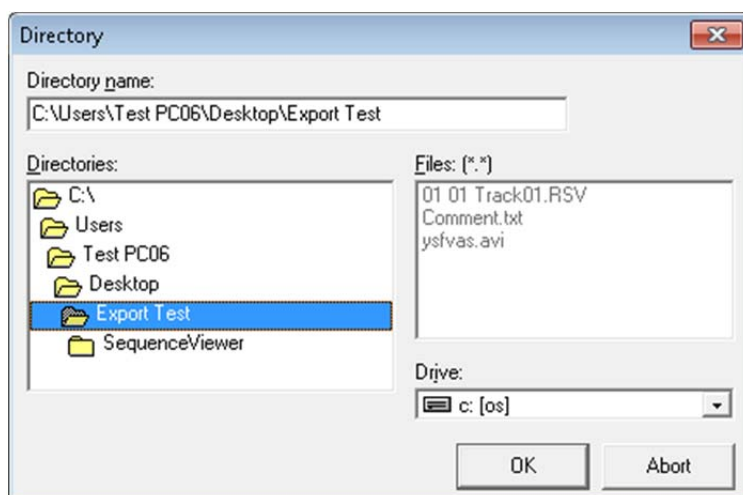 Directory
Directory name:
C:\Users\Test PC06\Desktop\Export Test
Directories:
C:\
Users
Test PC06
Desktop
Export Test
SequenceViewer
Files: (*.*)
01 01 Track01.RSV
Comment.txt
ysfvas.avi
Drive:
c: [os]
OK
Abort